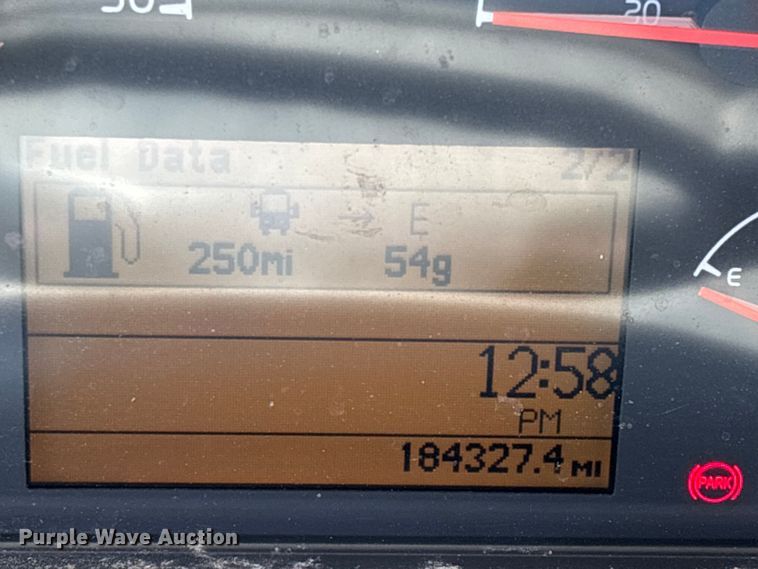 30
Fuel Data 2/2
→ E
250mi 54g
E
12:58
PM
184327.4 MI
PARK
Purple Wave Auction